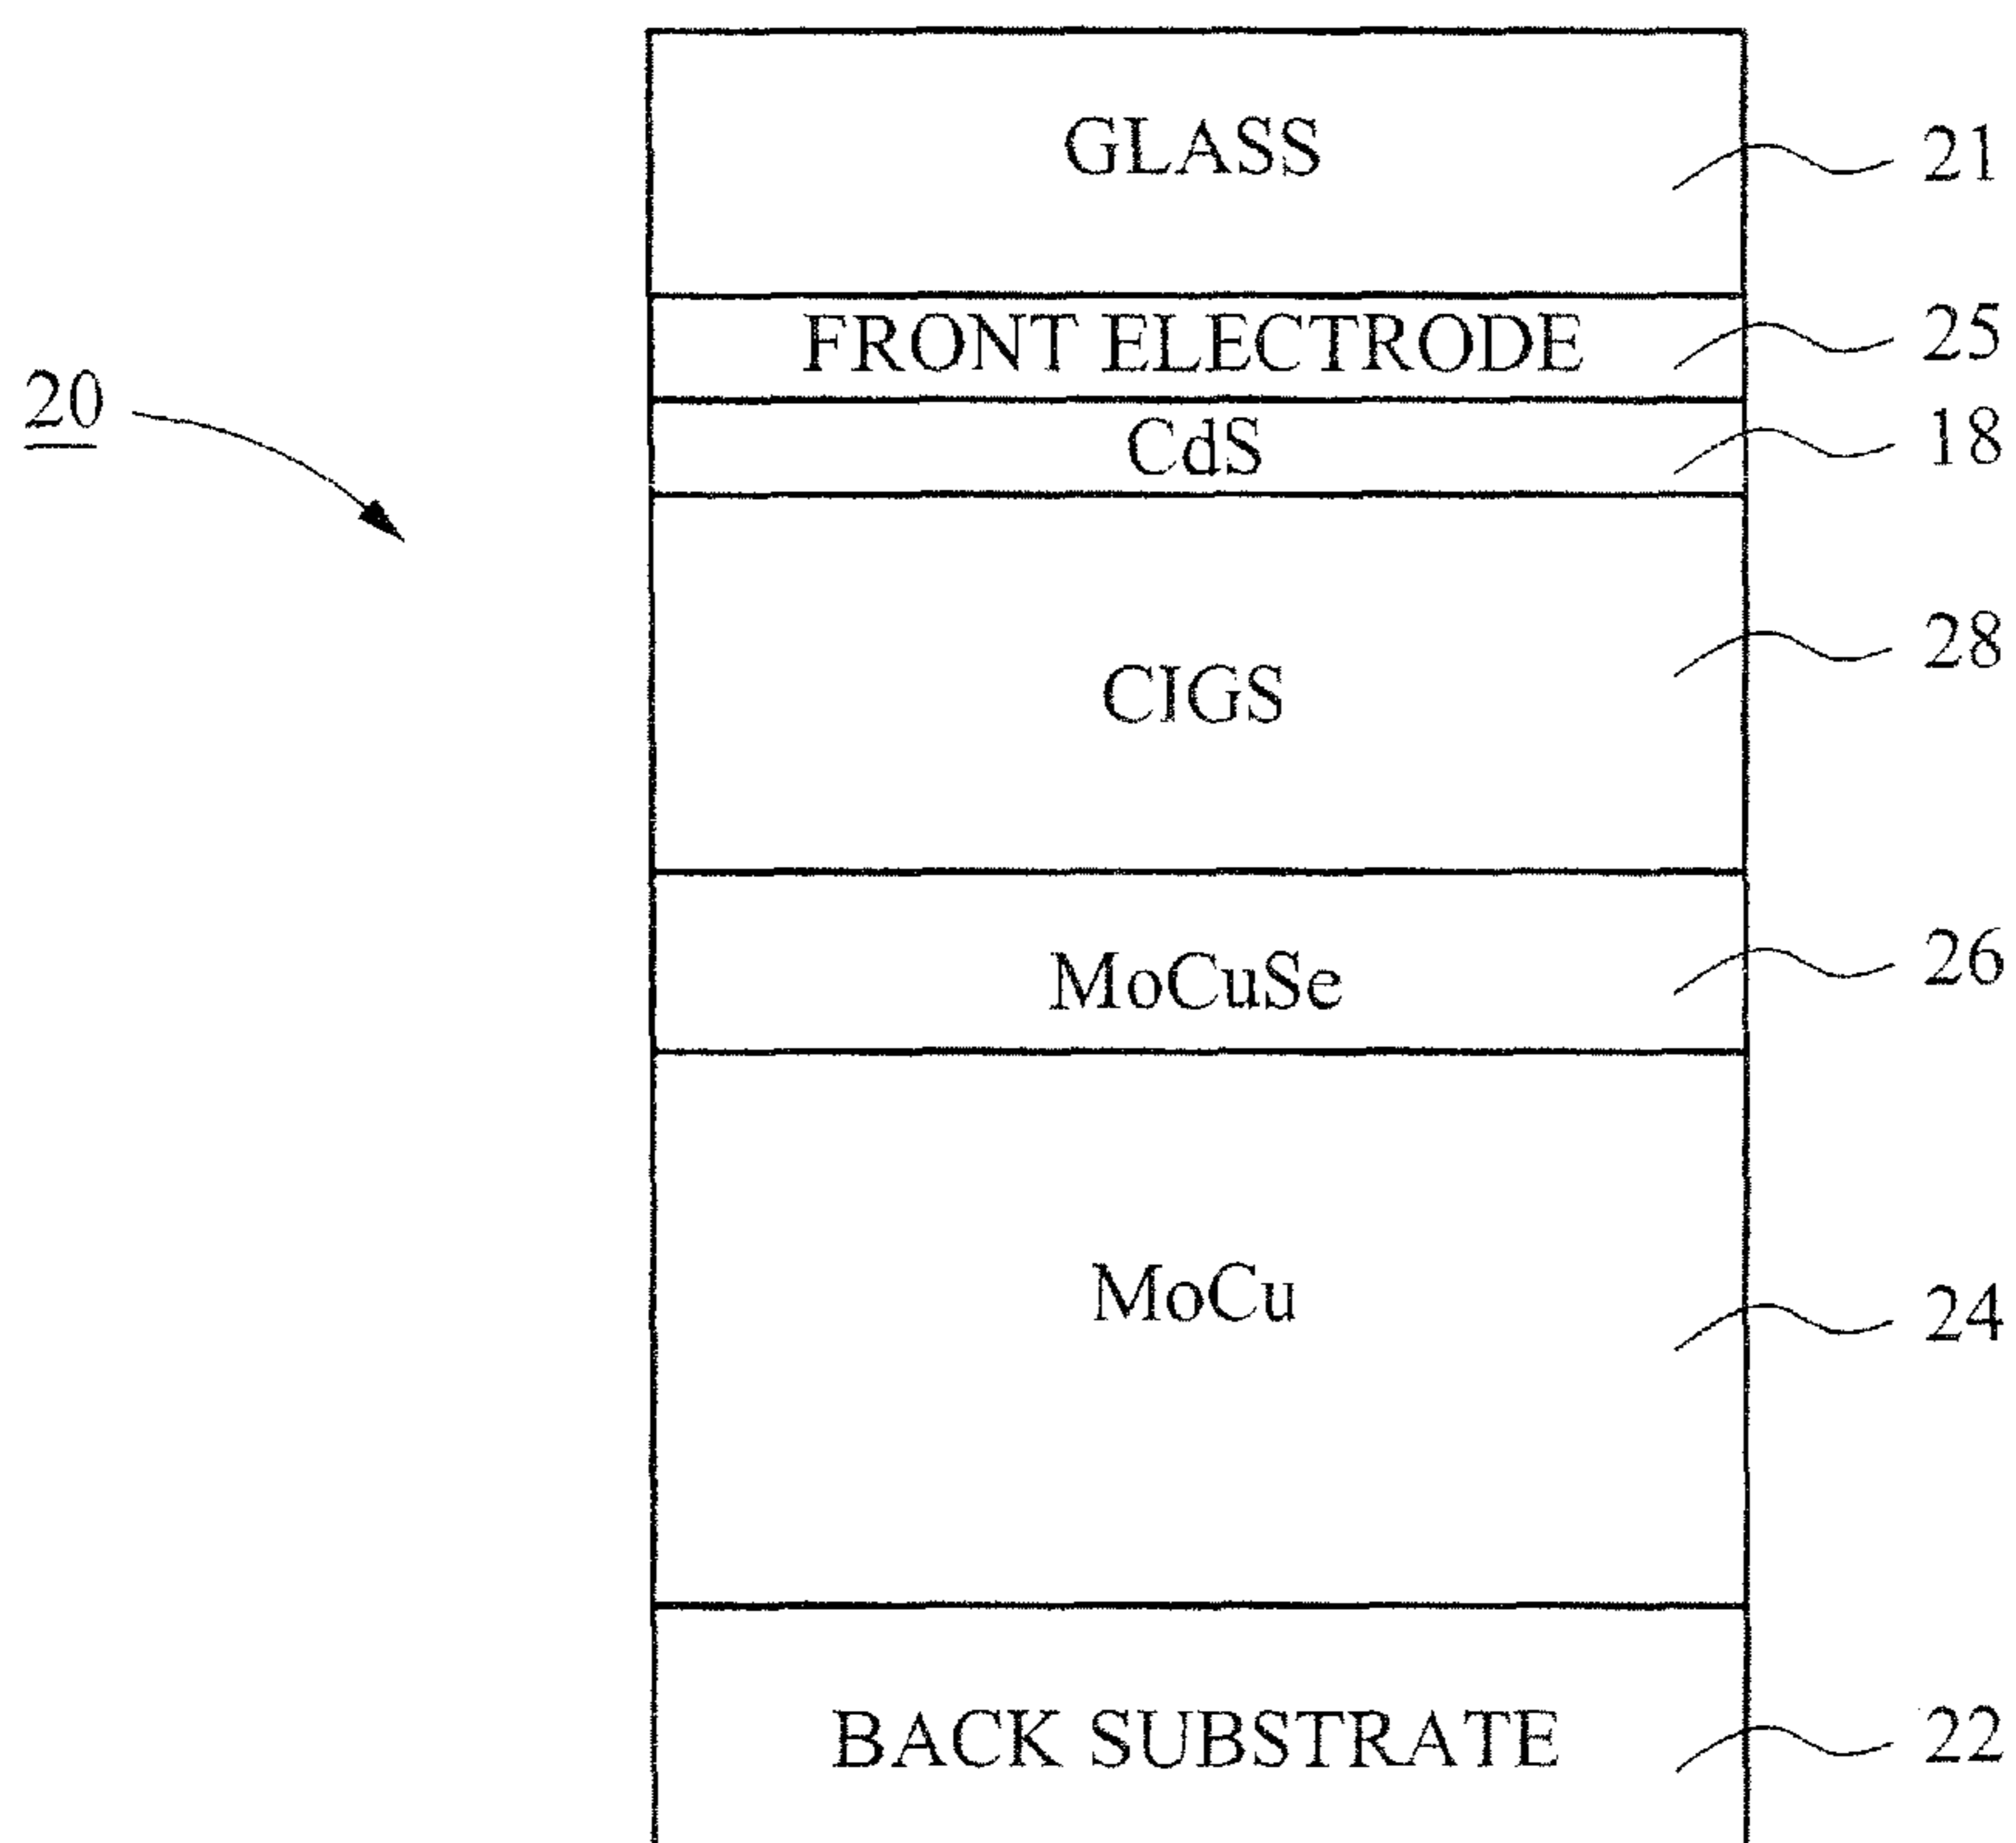 GLASS 21
FRONT ELECTRODE 25
20
CdS 18
CIGS 28
MoCuSe 26
MoCu 24
BACK SUBSTRATE 22